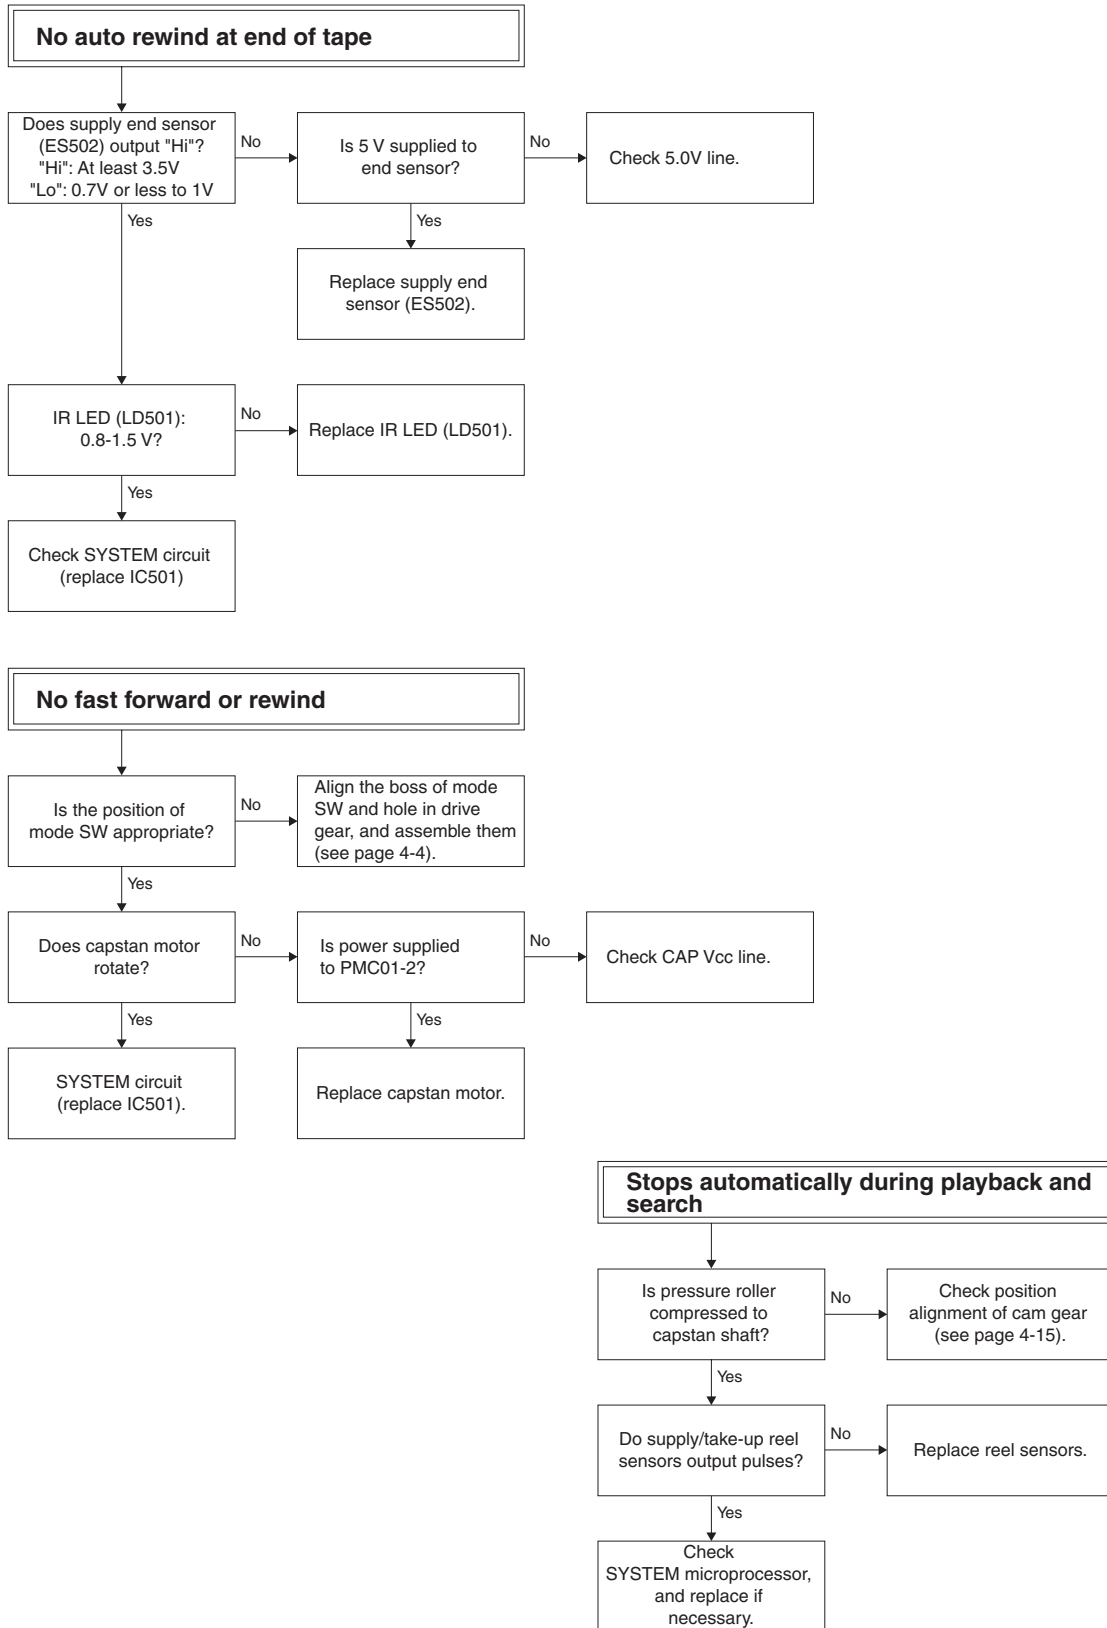 No auto rewind at end of tape
Does supply end sensor
(ES502) output "Hi"?
"Hi": At least 3.5V
"Lo": 0.7V or less to 1V
No
Is 5 V supplied to
end sensor?
No
Check 5.0V line.
Yes
Yes
Replace supply end
sensor (ES502).
IR LED (LD501):
0.8-1.5 V?
No
Replace IR LED (LD501).
Yes
Check SYSTEM circuit
(replace IC501)
No fast forward or rewind
Is the position of
mode SW appropriate?
No
Align the boss of mode
SW and hole in drive
gear, and assemble them
(see page 4-4).
Yes
Does capstan motor
rotate?
No
Is power supplied
to PMC01-2?
No
Check CAP Vcc line.
Yes
Yes
SYSTEM circuit
(replace IC501).
Replace capstan motor.
Stops automatically during playback and
search
Is pressure roller
compressed to
capstan shaft?
No
Check position
alignment of cam gear
(see page 4-15).
Yes
Do supply/take-up reel
sensors output pulses?
No
Replace reel sensors.
Yes
Check
SYSTEM microprocessor,
and replace if
necessary.